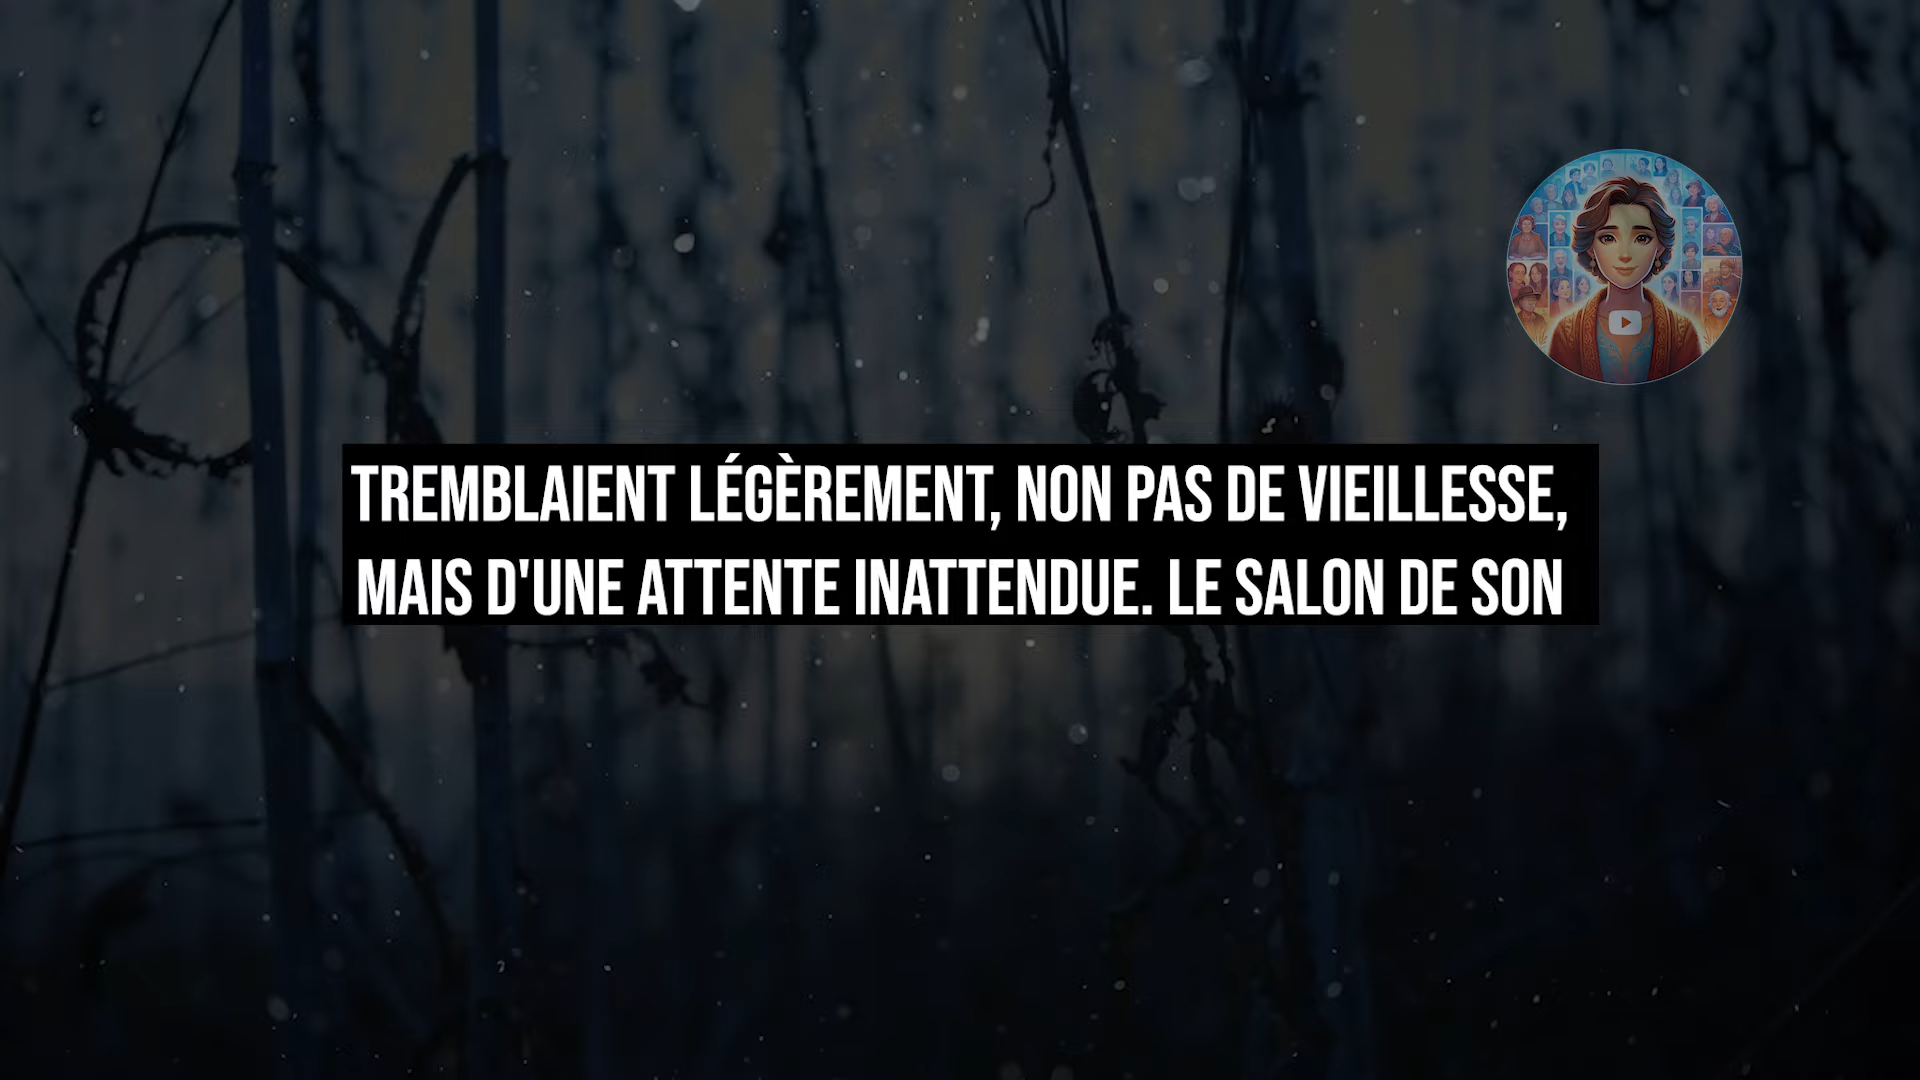 TREMBLAIENT LÉGÈREMENT, NON PAS DE VIEILLESSE,
MAIS D'UNE ATTENTE INATTENDUE. LE SALON DE SON